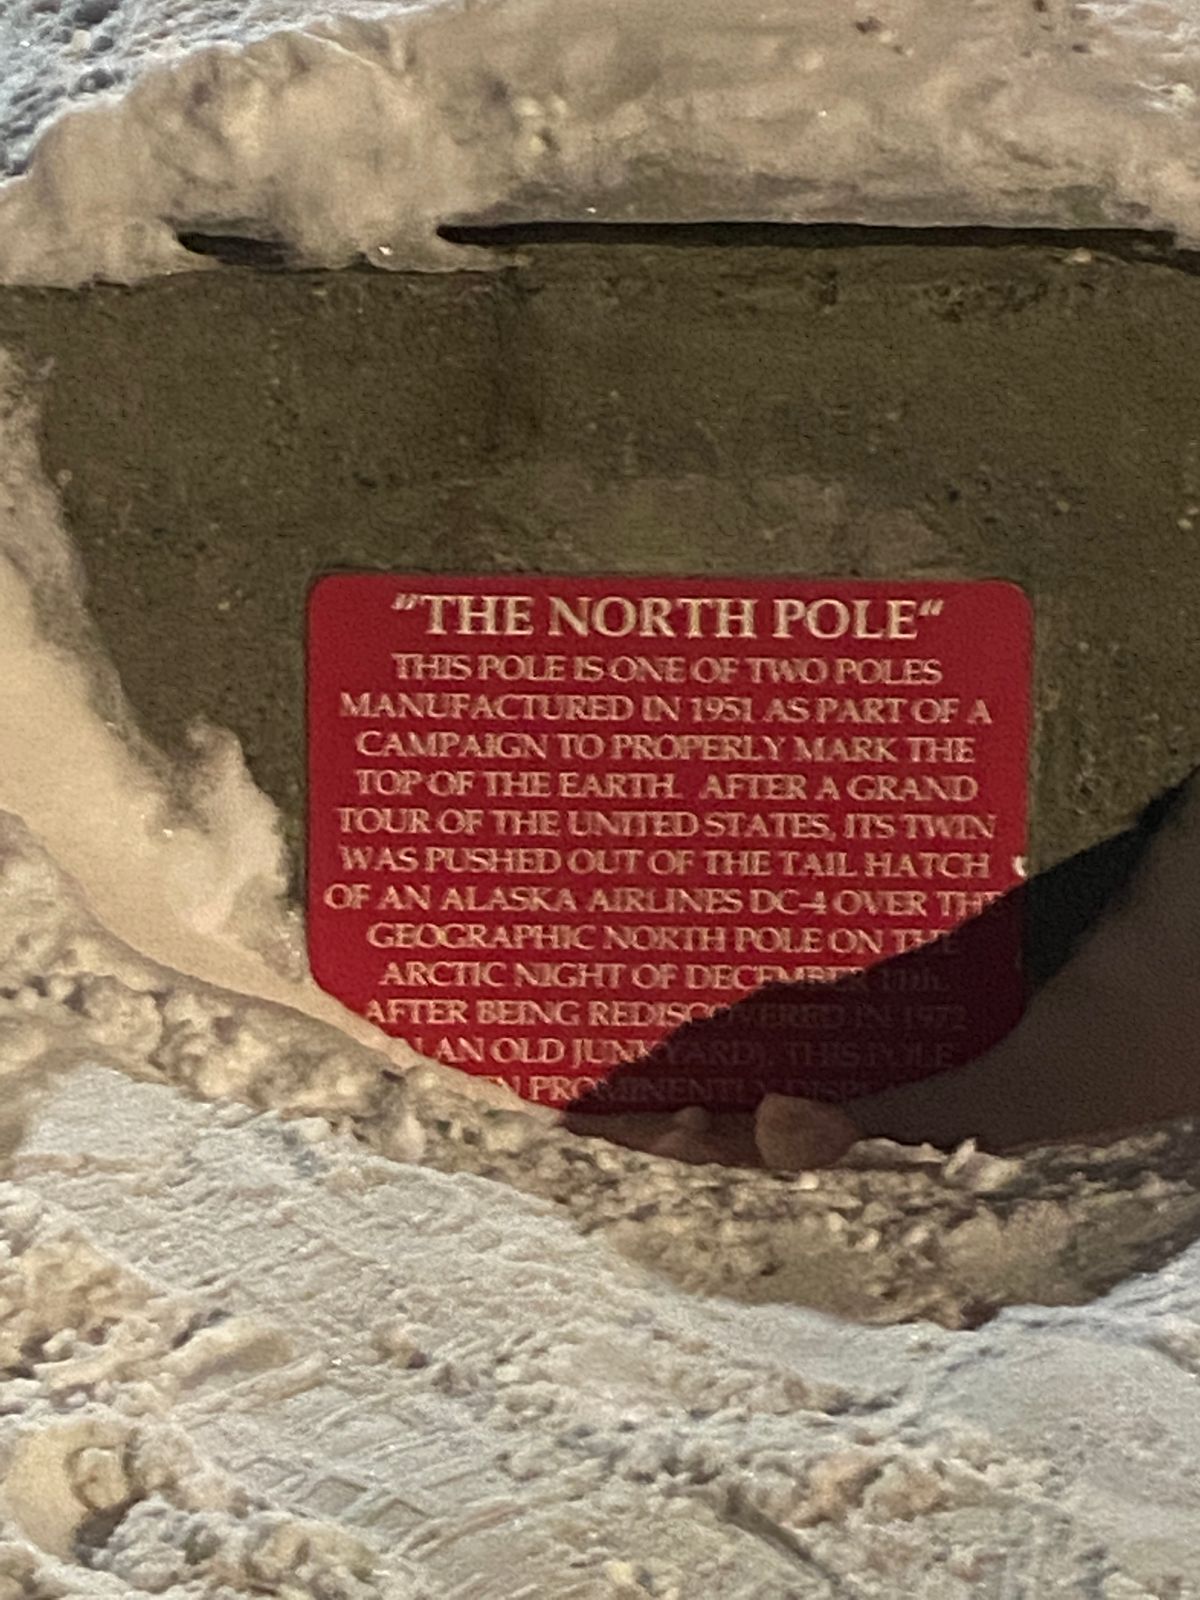 "THE NORTH POLE"
THIS POLE IS ONE OF TWO POLES
MANUFACTURED IN 1951 AS PART OF A
CAMPAIGN TO PROPERLY MARK THE
TOP OF THE EARTH. AFTER A GRAND
TOUR OF THE UNITED STATES, ITS TWIN
WAS PUSHED OUT OF THE TAIL HATCH
OF AN ALASKA AIRLINES DC-4 OVER THE
GEOGRAPHIC NORTH POLE ON THE
ARCTIC NIGHT OF DECEMBER 11th.
AFTER BEING REDISCOVERED IN 1972
AN OLD JUNKYARD), THIS POLE
PROMINENTLY